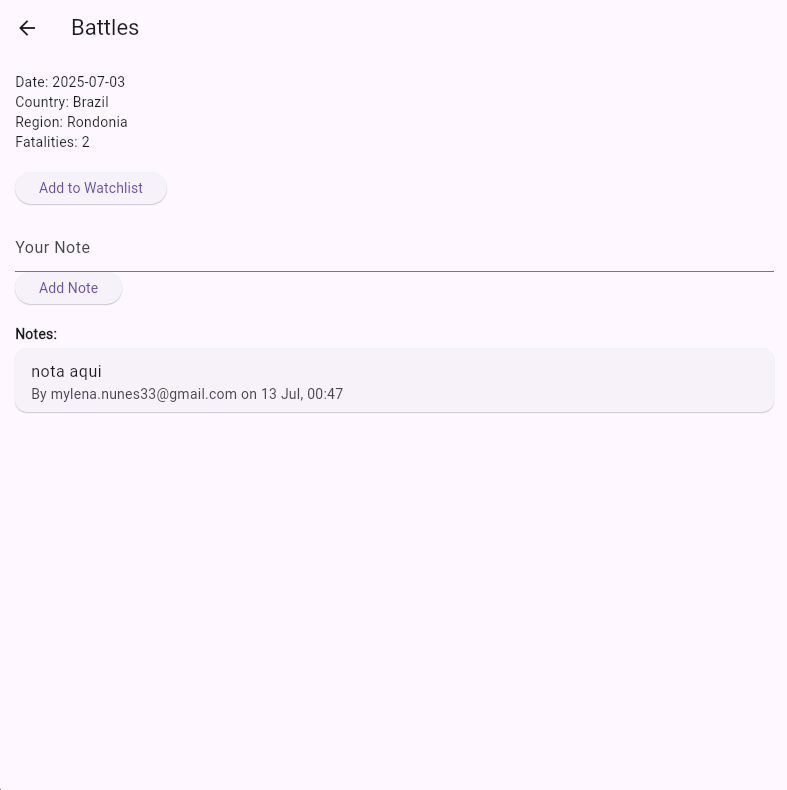 Battles
Date: 2025-07-03
Country: Brazil
Region: Rondonia
Fatalities: 2
Add to Watchlist
Your Note
Add Note
Notes:
nota aqui
By mylena.nunes33@gmail.com on 13 Jul, 00:47